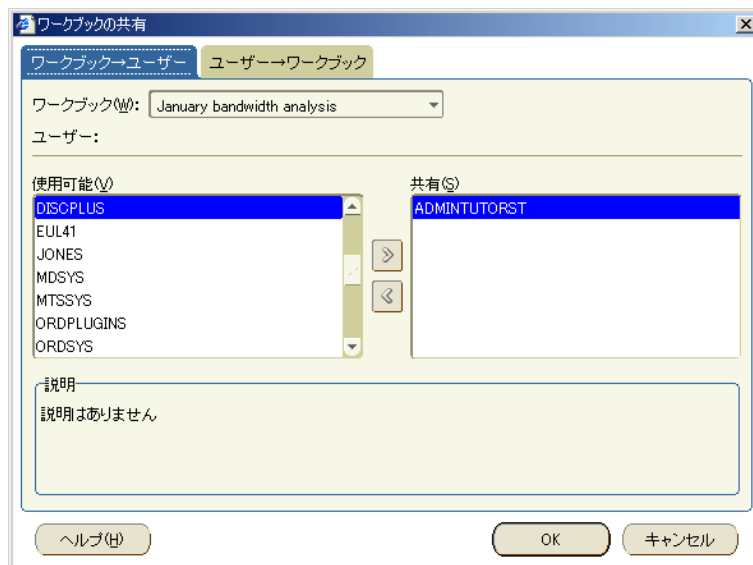 ワークブックの共有
ワークブック→ユーザー ユーザー→ワークブック
ワークブック(W): January bandwidth analysis
ユーザー:
使用可能(V) 共有(S)
DISCPLUS ADMINTUTORST
EUL41
JONES
MDSYS
MTSSYS
ORDPLUGINS
ORDSYS
説明
説明はありません
ヘルプ(H) OK キャンセル